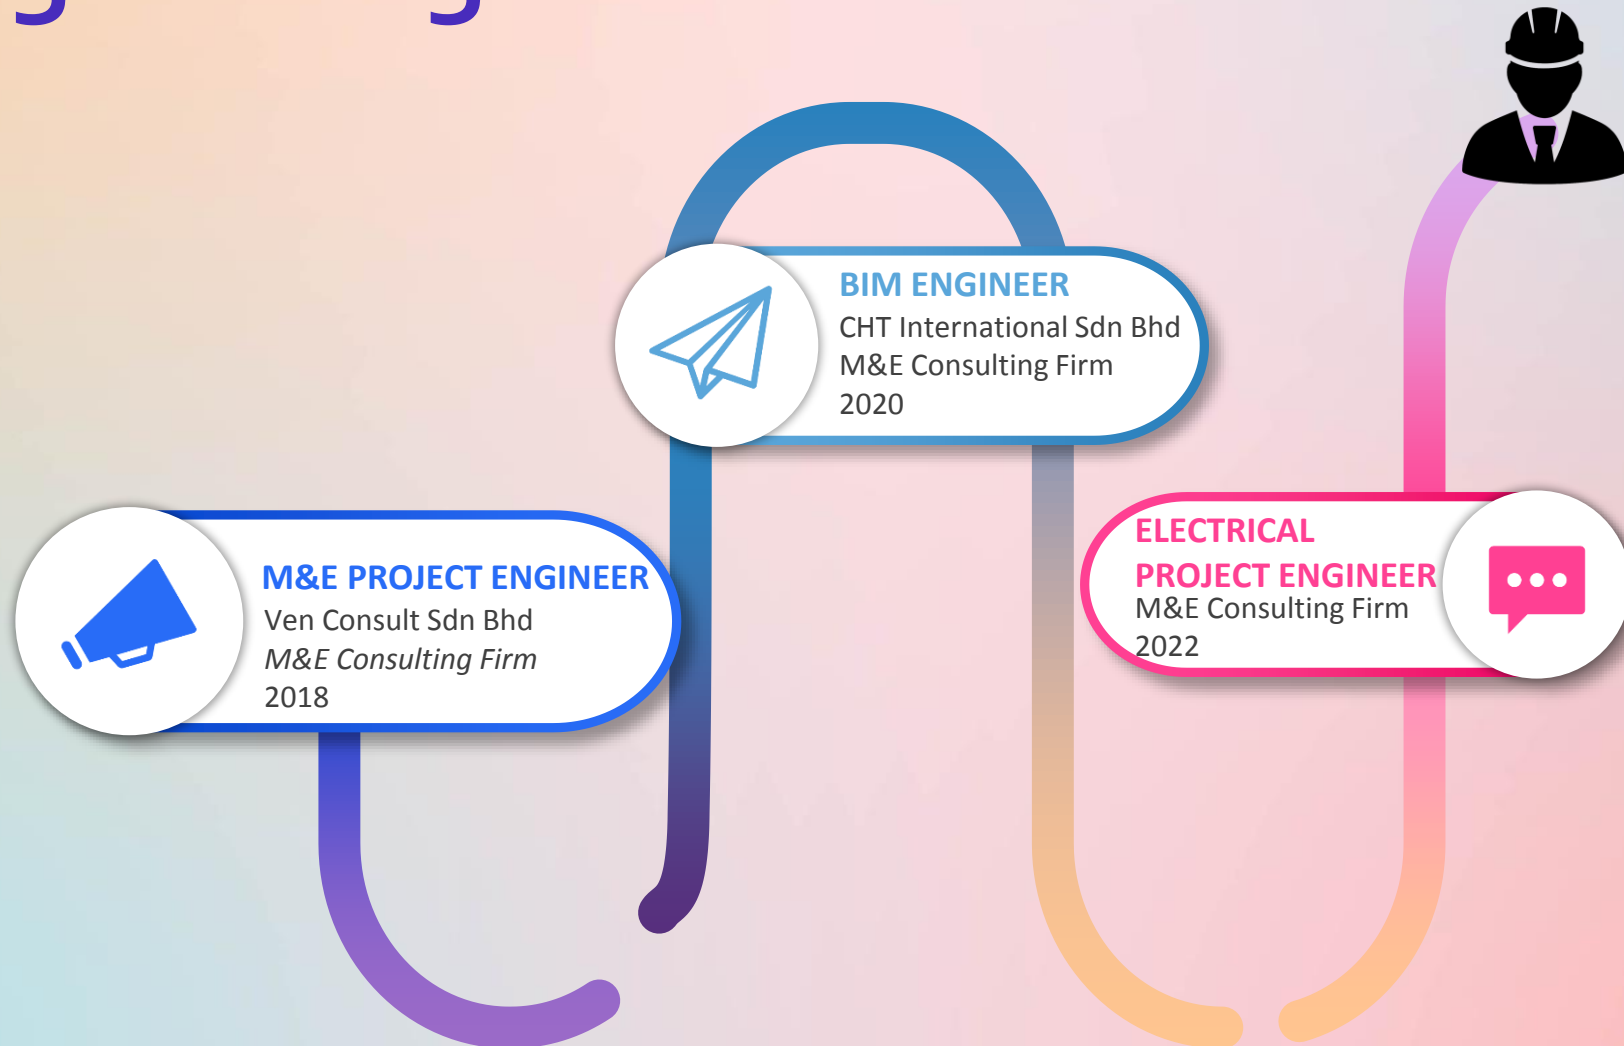 M&E PROJECT ENGINEER
Ven Consult Sdn Bhd
M&E Consulting Firm
2018
BIM ENGINEER
CHT International Sdn Bhd
M&E Consulting Firm
2020
ELECTRICAL
PROJECT ENGINEER
M&E Consulting Firm
2022